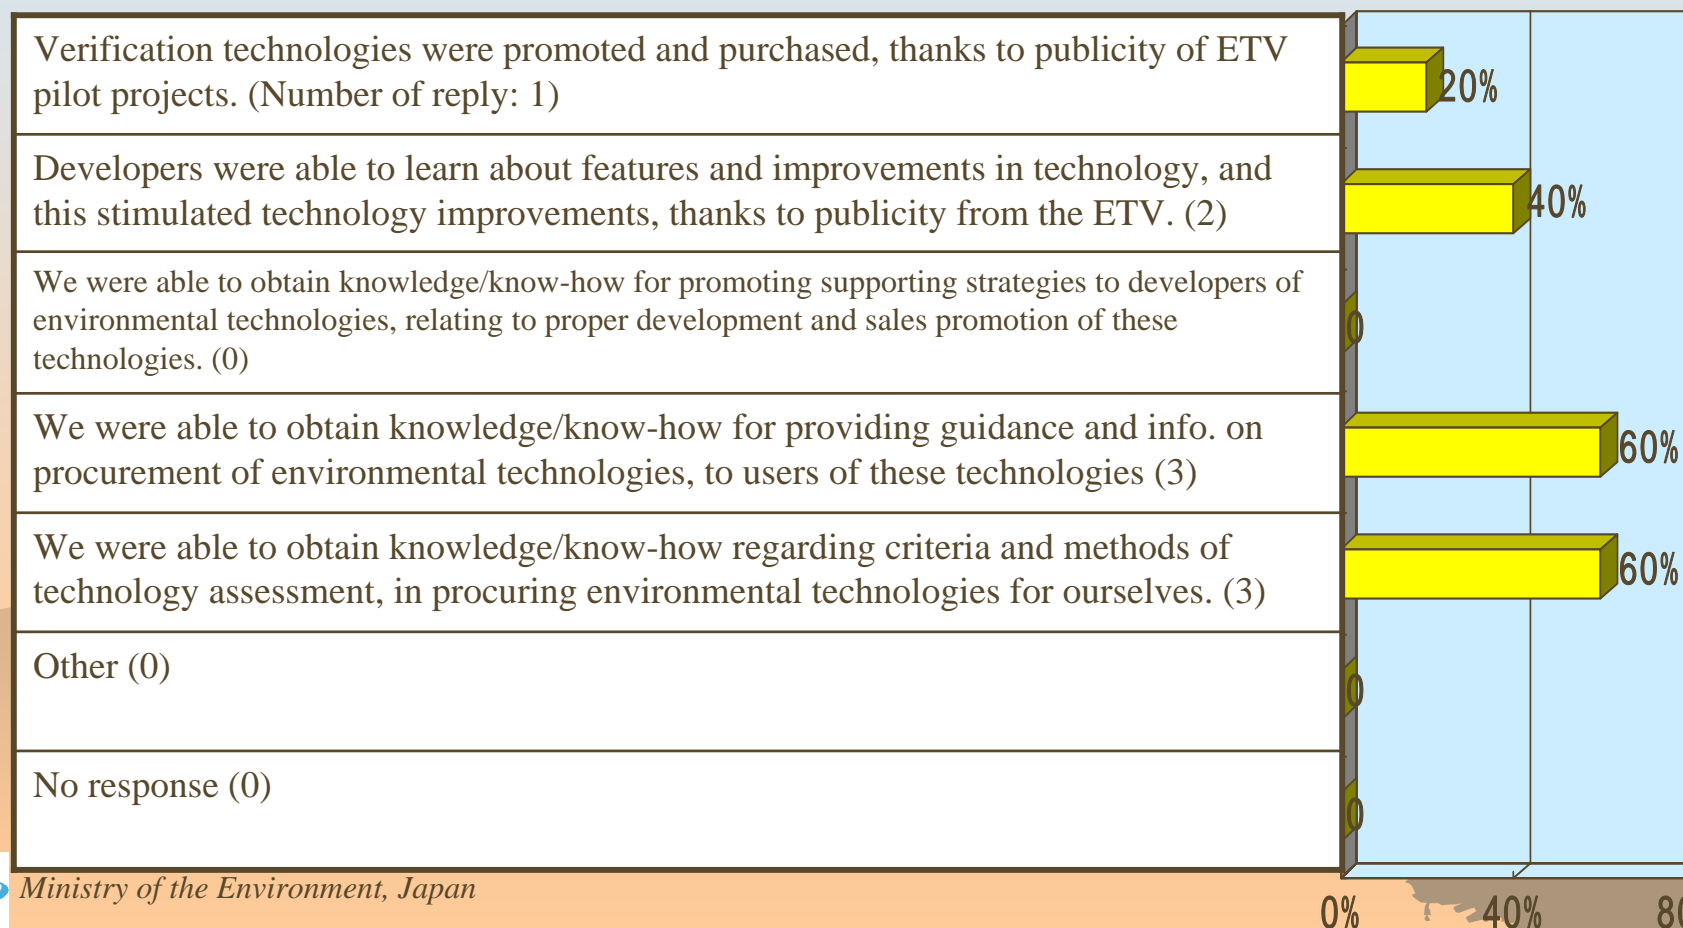 Verification technologies were promoted and purchased, thanks to publicity of ETV
pilot projects. (Number of reply: 1)
20%
Developers were able to learn about features and improvements in technology, and
this stimulated technology improvements, thanks to publicity from the ETV. (2)
40%
We were able to obtain knowledge/know-how for promoting supporting strategies to developers of
environmental technologies, relating to proper development and sales promotion of these
technologies. (0)
0
We were able to obtain knowledge/know-how for providing guidance and info. on
procurement of environmental technologies, to users of these technologies (3)
60%
We were able to obtain knowledge/know-how regarding criteria and methods of
technology assessment, in procuring environmental technologies for ourselves. (3)
60%
Other (0)
0
No response (0)
0
Ministry of the Environment, Japan
0% 40%